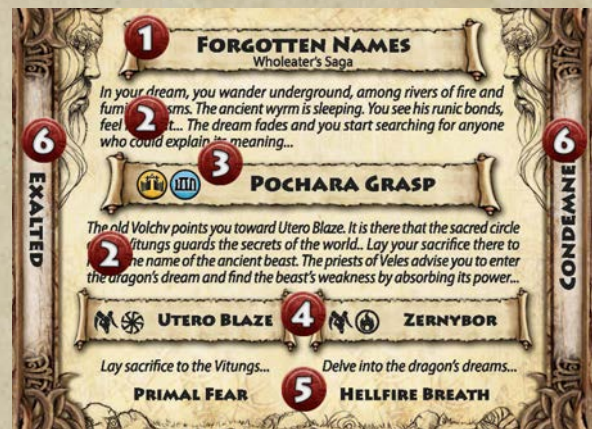 1
FORGOTTEN NAMES
Wholeater's Saga
In your dream, you wander underground, among rivers of fire and
The ancient wyrm is sleeping. You see his runic bonds,
2
feel The dream fades and you start searching for anyone
who could explain its meaning...
3
POCHARA GRASP
6
EXALTED
6
CONDEMNE
The old Volchv points you toward Utero Blaze. It is there that the sacred circle
Vitungs guards the secrets of the world.. Lay your sacrifice there to
2
name of the ancient beast. The priests of Veles advise you to enter
the dragon's dream and find the beast's weakness by absorbing its power...
UTERO BLAZE
4
ZERNYBOR
Lay sacrifice to the Vitungs...
Delve into the dragon's dreams...
PRIMAL FEAR
5
HELLFIRE BREATH